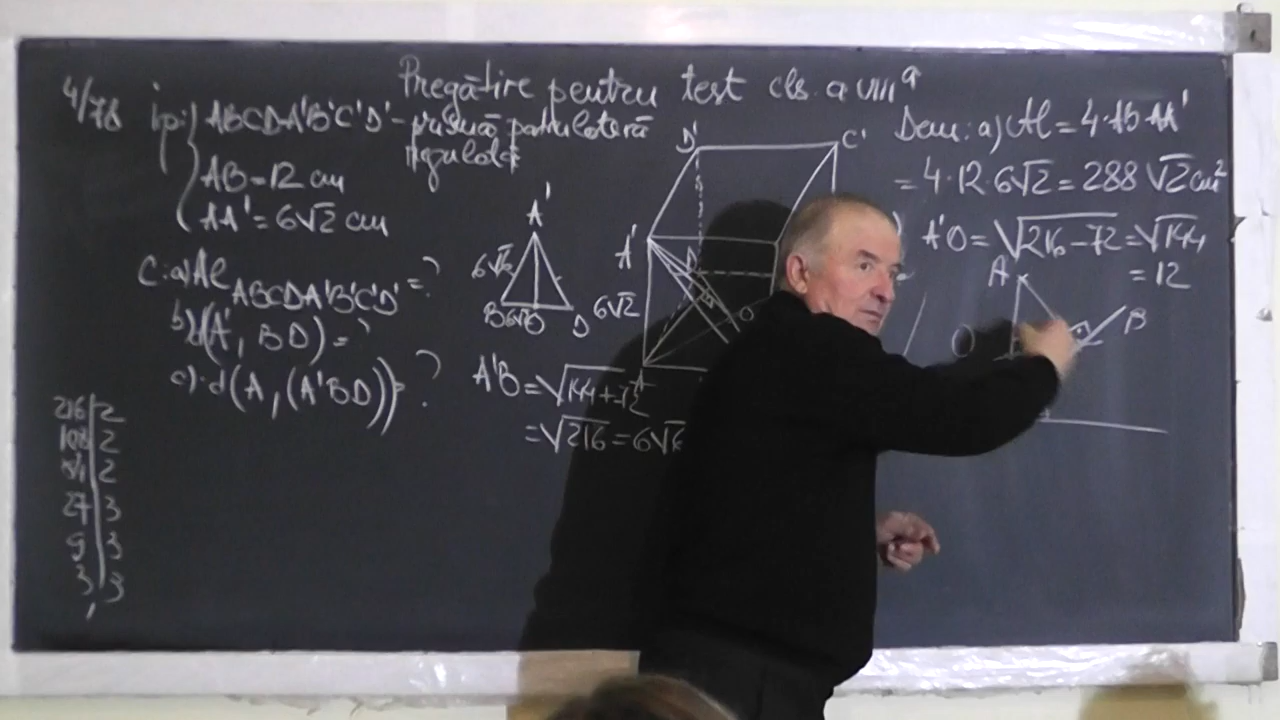 Pregătire pentru test cls. a VIII a
4/78
ip: ABCDA'B'C'D' - prismă patrulateră
regulată
AB = 12 cm
AA' = 6√2 cm
C: a) Al ABCDA'B'C'D' = ?
b) d(A', BD) = ?
c) d(A, (A'BD)) = ?
216 | 2
108 | 2
54 | 2
27 | 3
9 | 3
3 | 3
A'
6√6
B 6√2 O D
A'B = √144+72
= √216 = 6√6
D' C'
A'
D
6√2
O
A
Dem: a) Al = 4·AB·AA'
= 4·12·6√2 = 288√2 cm²
A'O = √216-72 = √144
= 12
A
B
O